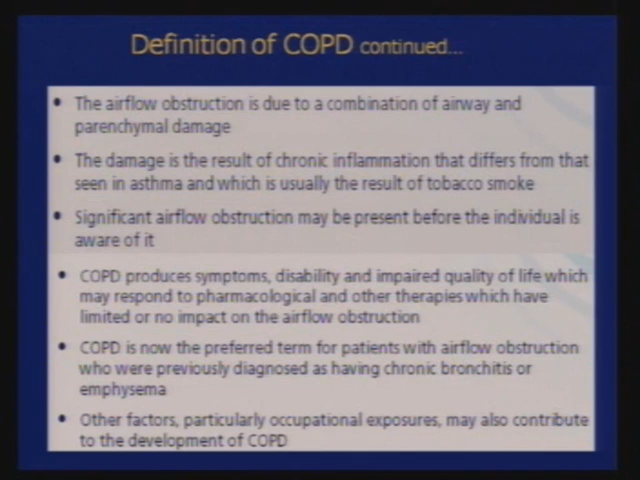 Definition of COPD continued...
• The airflow obstruction is due to a combination of airway and
parenchymal damage
• The damage is the result of chronic inflammation that differs from that
seen in asthma and which is usually the result of tobacco smoke
• Significant airflow obstruction may be present before the individual is
aware of it
• COPD produces symptoms, disability and impaired quality of life which
may respond to pharmacological and other therapies which have
limited or no impact on the airflow obstruction
• COPD is now the preferred term for patients with airflow obstruction
who were previously diagnosed as having chronic bronchitis or
emphysema
• Other factors, particularly occupational exposures, may also contribute
to the development of COPD